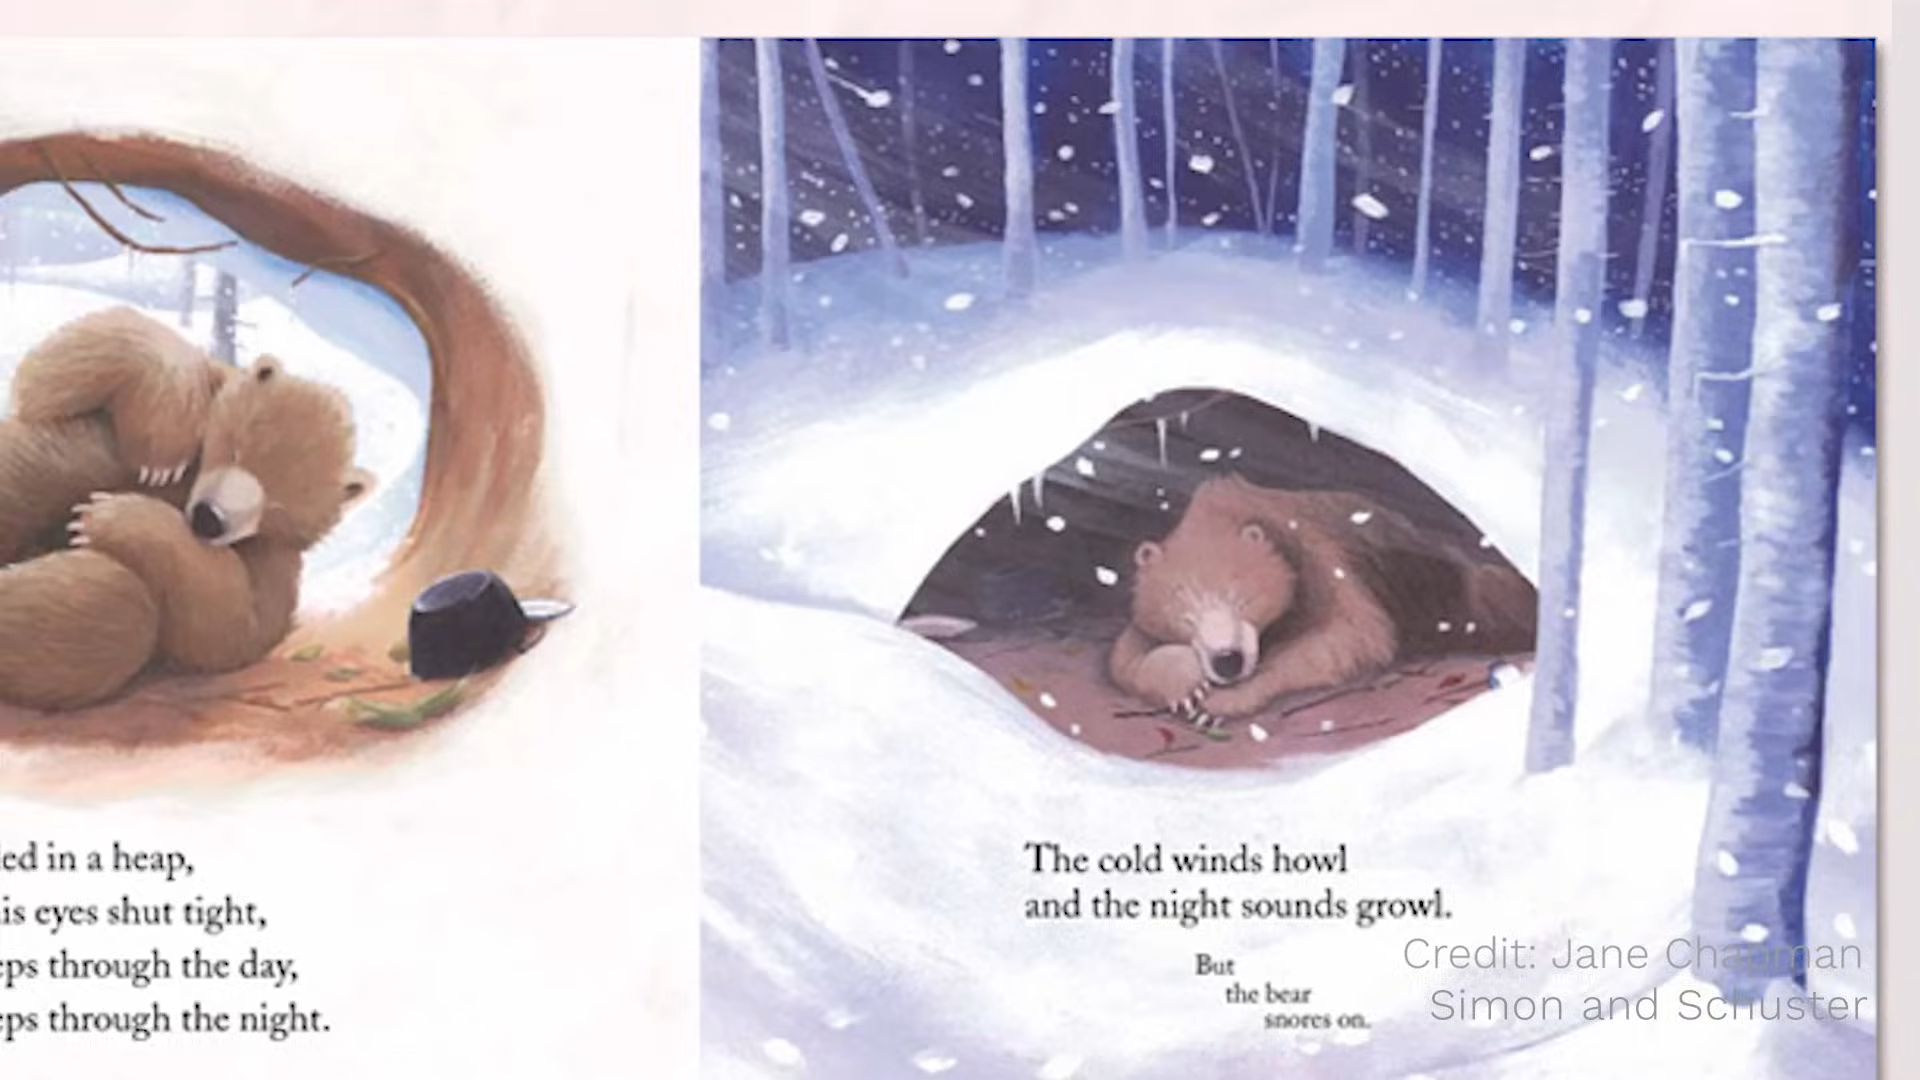 led in a heap,
is eyes shut tight,
eps through the day,
eps through the night.
The cold winds howl
and the night sounds growl.
But
the bear
snores on.
Credit: Jane Chapman
Simon and Schuster